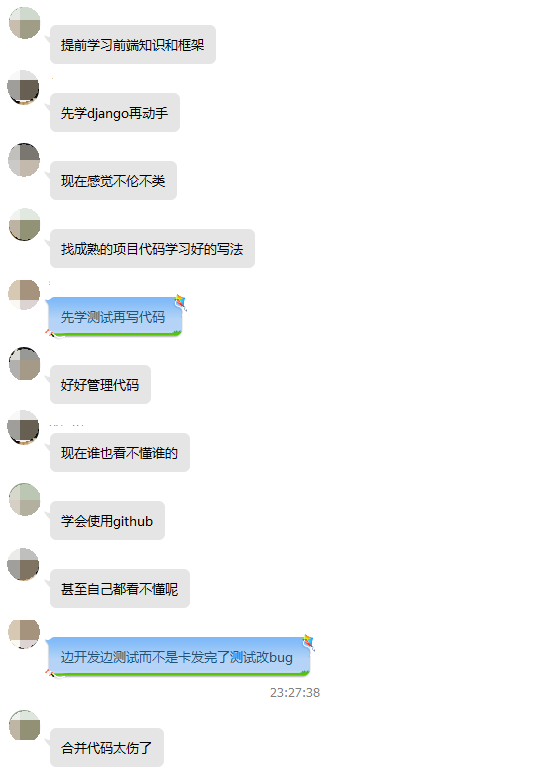 提前学习前端知识和框架
先学django再动手
现在感觉不伦不类
找成熟的项目代码学习好的写法
先学测试再写代码
好好管理代码
现在谁也看不懂谁的
学会使用github
甚至自己都看不懂呢
边开发边测试而不是卡发完了测试改bug
23:27:38
合并代码太伤了